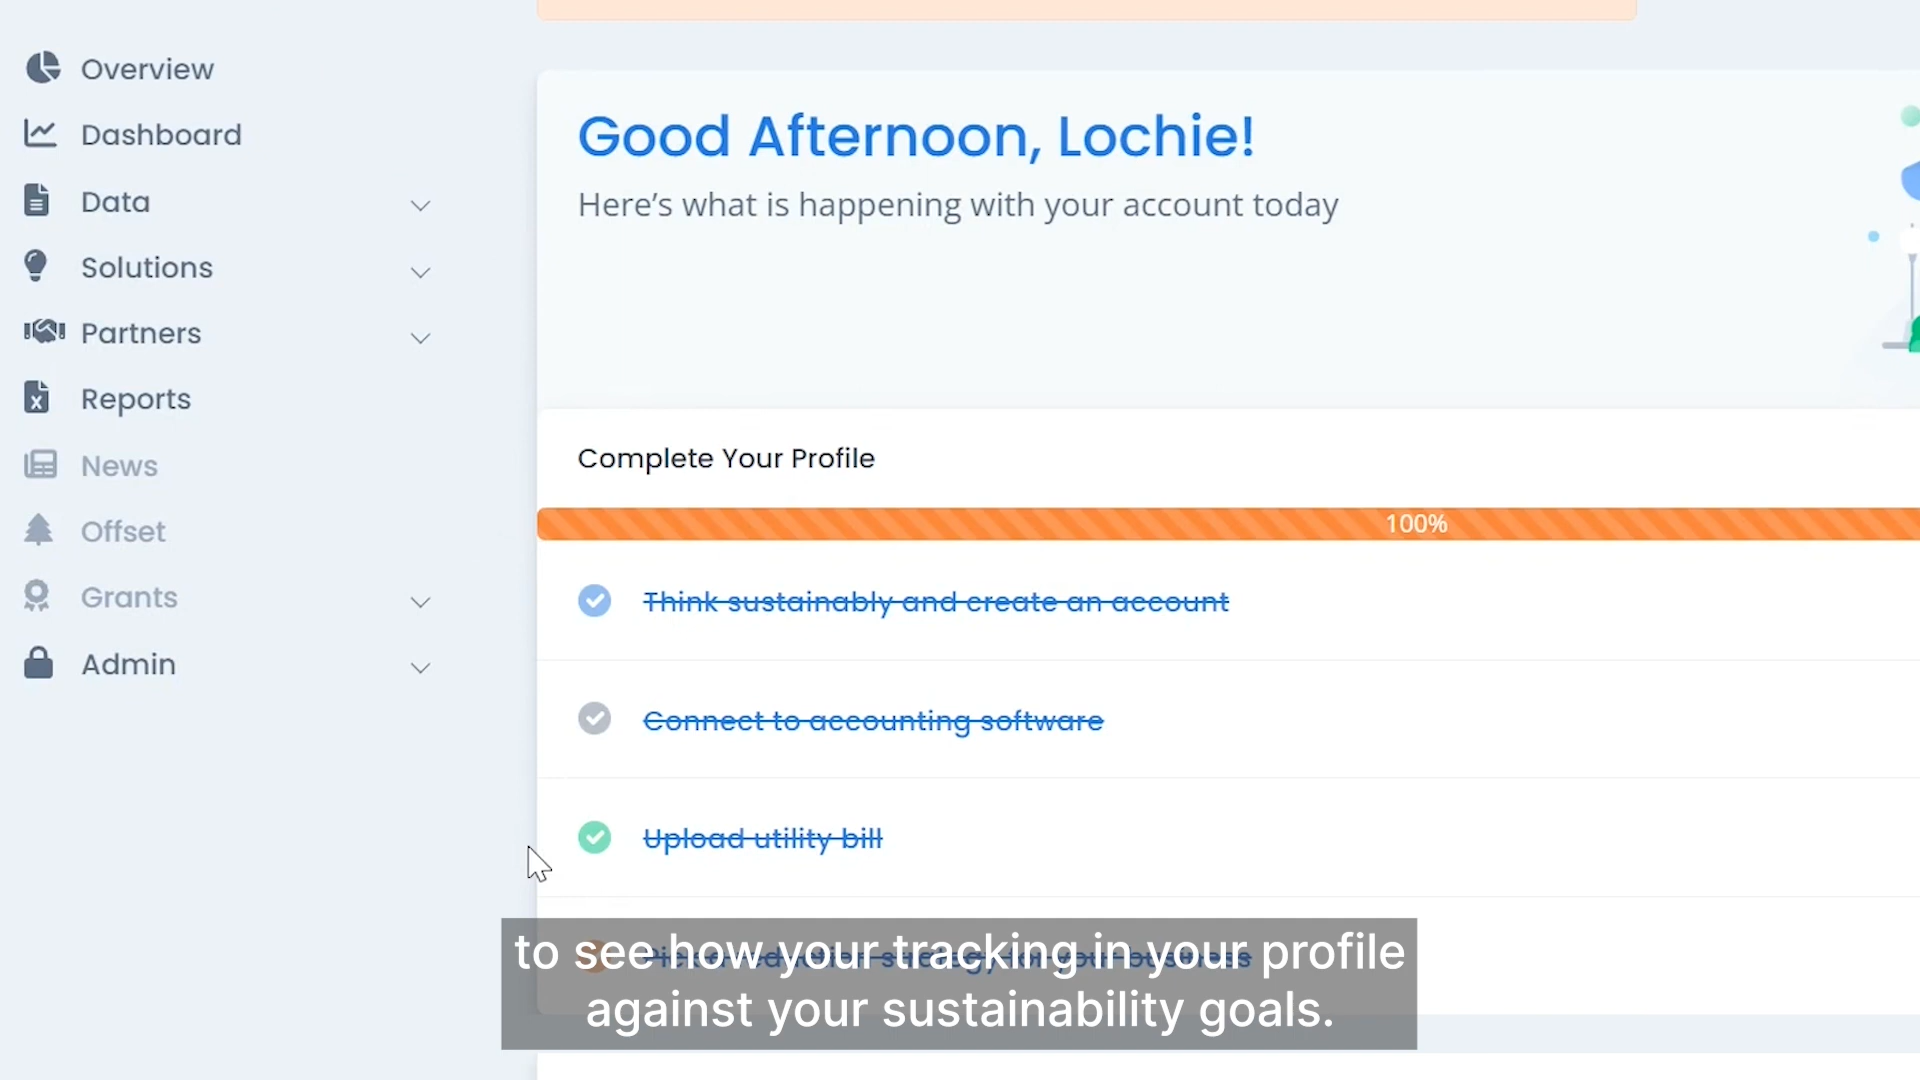 Overview
Dashboard
Data
Solutions
Partners
Reports
News
Offset
Grants
Admin
Good Afternoon, Lochie!
Here's what is happening with your account today
Complete Your Profile
100%
Think sustainably and create an account
Connect to accounting software
Upload utility bill
to see how your tracking in your profile
against your sustainability goals.